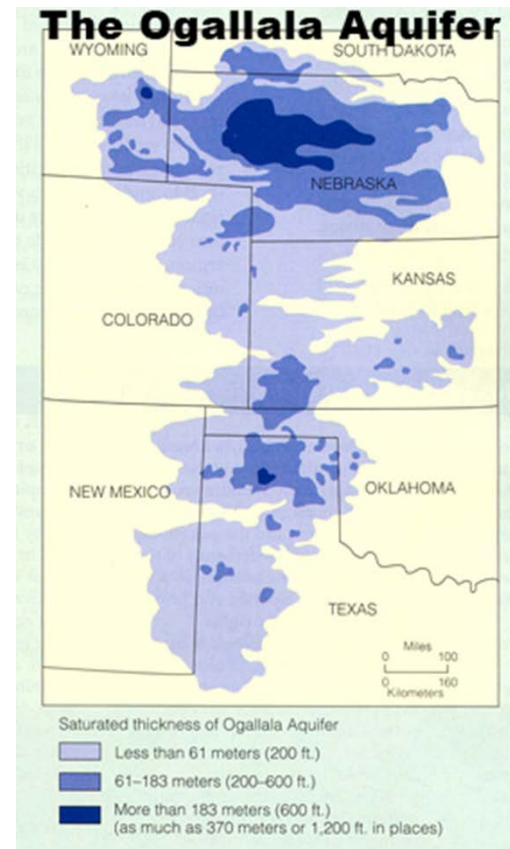 The Ogallala Aquifer
WYOMING
SOUTH DAKOTA
NEBRASKA
KANSAS
COLORADO
NEW MEXICO
OKLAHOMA
TEXAS
Miles
0 100
0 160
Kilometers
Saturated thickness of Ogallala Aquifer
Less than 61 meters (200 ft.)
61–183 meters (200–600 ft.)
More than 183 meters (600 ft.)
(as much as 370 meters or 1,200 ft. in places)